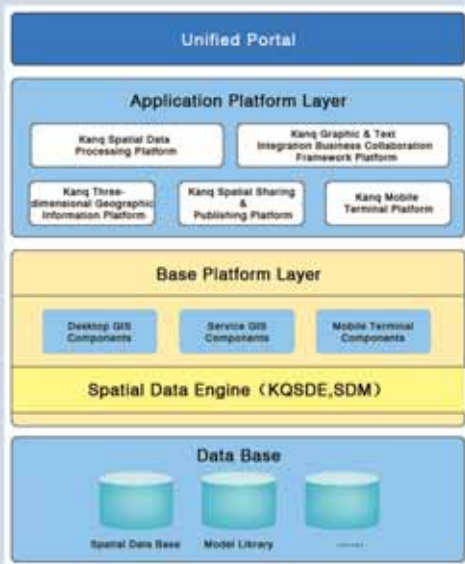 Unified Portal
Application Platform Layer
Kanq Spatial Data
Processing Platform
Kanq Graphic & Text
Integration Business Collaboration
Framework Platform
Kanq Three-
dimensional Geographic
Information Platform
Kanq Spatial Sharing
&
Publishing Platform
Kanq Mobile
Terminal Platform
Base Platform Layer
Desktop GIS
Components
Service GIS
Components
Mobile Terminal
Components
Spatial Data Engine（KQSDE,SDM）
Data Base
Spatial Data Base
Model Library
......